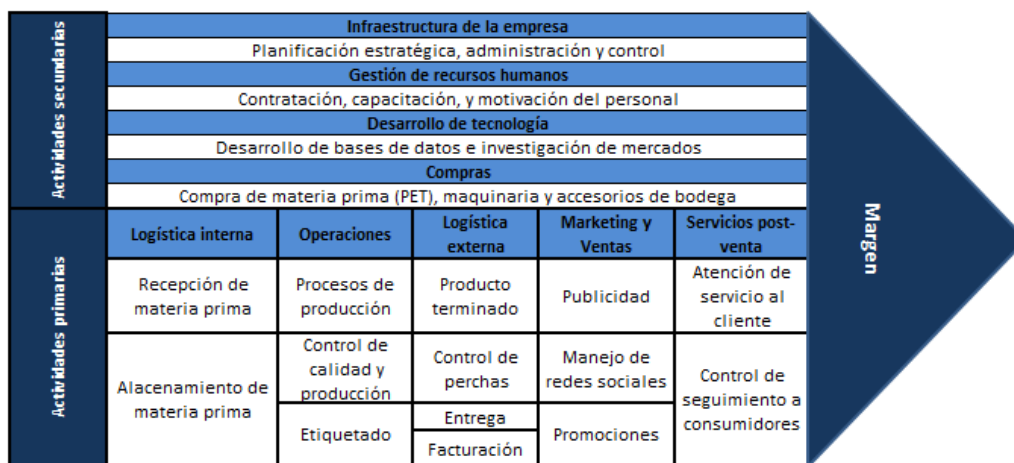 Actividades secundarias
Infraestructura de la empresa
Planificación estratégica, administración y control
Gestión de recursos humanos
Contratación, capacitación, y motivación del personal
Desarrollo de tecnología
Desarrollo de bases de datos e investigación de mercados
Compras
Compra de materia prima (PET), maquinaria y accesorios de bodega
Actividades primarias
Logística interna
Operaciones
Logística
externa
Marketing y
Ventas
Servicios post-
venta
Recepción de
materia prima
Procesos de
producción
Producto
terminado
Publicidad
Atención de
servicio al
cliente
Alacenamiento de
materia prima
Control de
calidad y
producción
Etiquetado
Control de
perchas
Entrega
Facturación
Manejo de
redes sociales
Promociones
Control de
seguimiento a
consumidores
Margen